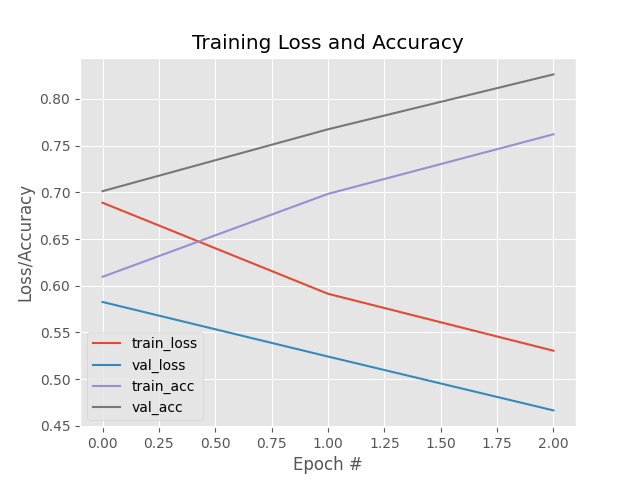 Training Loss and Accuracy
Loss/Accuracy
0.80
0.75
0.70
0.65
0.60
0.55
0.50
0.45
train_loss
val_loss
train_acc
val_acc
0.00 0.25 0.50 0.75 1.00 1.25 1.50 1.75 2.00
Epoch #